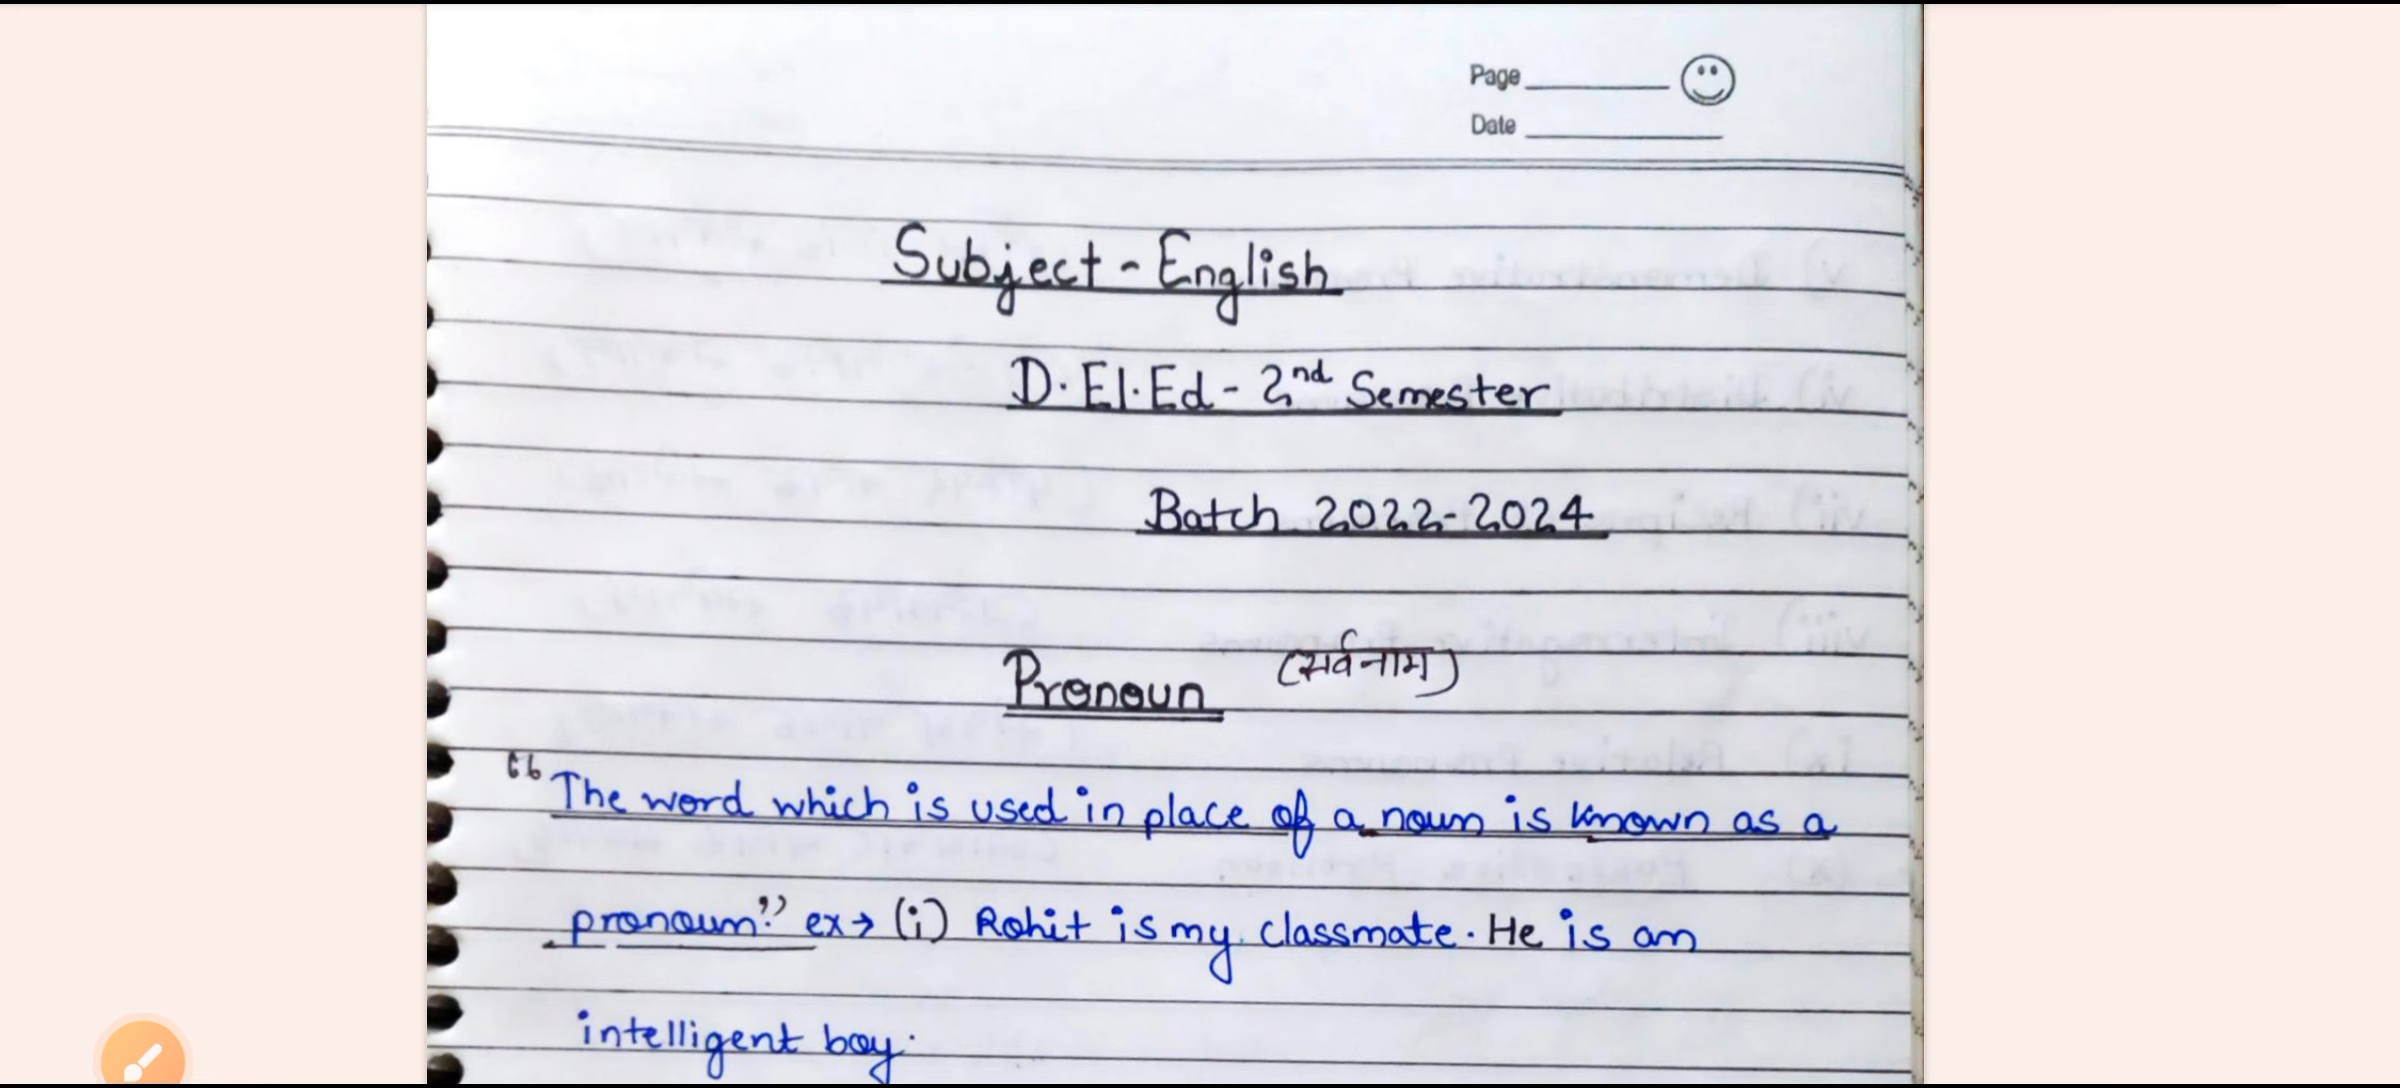 Page
Date
Subject - English
D. El. Ed - 2nd Semester
Batch 2022-2024
Pronoun (सर्वनाम)
"The word which is used in place of a noun is known as a
pronoun." ex → (i) Rohit is my classmate. He is an
intelligent boy.